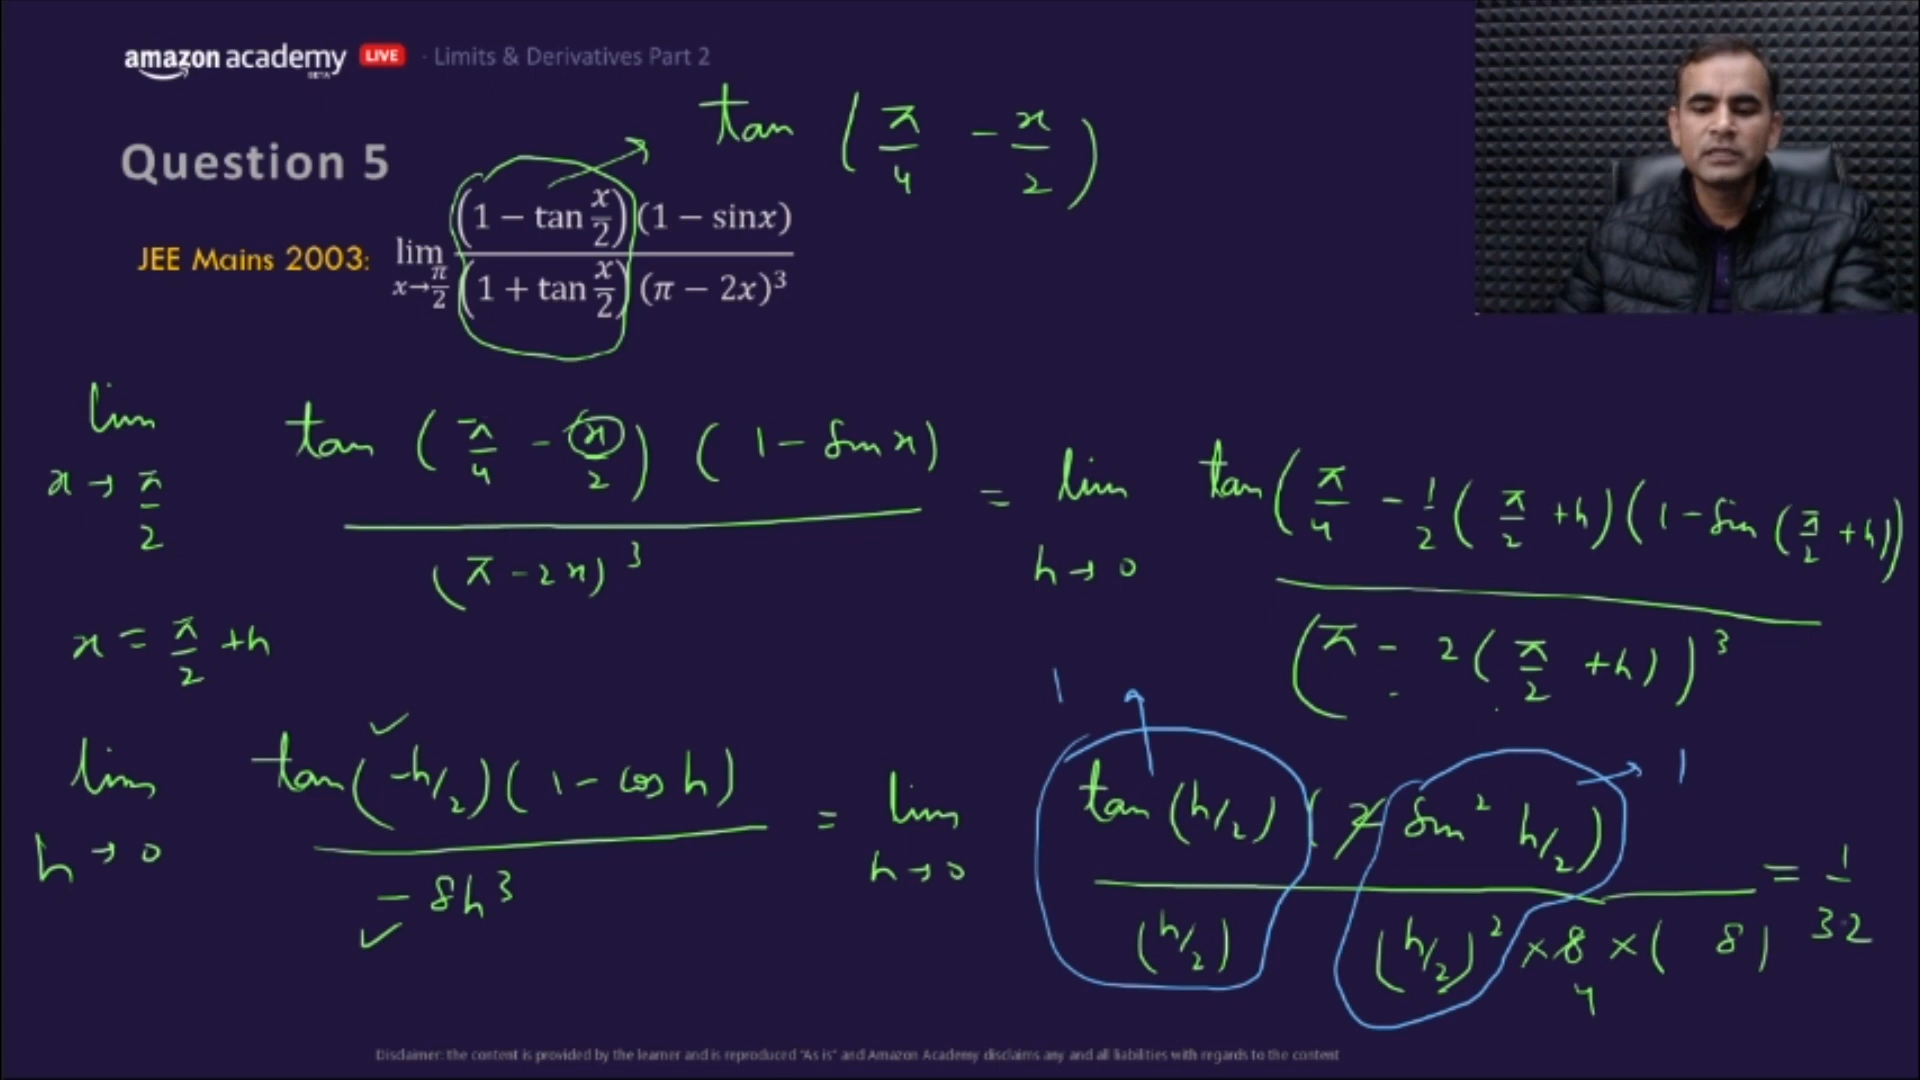 amazon academy LIVE · Limits & Derivatives Part 2
BETA
Question 5
tan (π/4 − x/2)
JEE Mains 2003: lim x→π/2 (1 − tan x/2)(1 − sinx) / (1 + tan x/2)(π − 2x)³
lim x→π/2 tan (π/4 − x/2) (1 − sin x) / (π − 2x)³ = lim h→0 tan(π/4 − 1/2 (π/2 + h) (1 − sin (π/2 + h)) / (π − 2(π/2 + h))³
x = π/2 + h
1
1
lim h→0 tan(−h/2)(1 − cos h) / −8h³ = lim h→0 tan (h/2) (2 sin² h/2) / (h/2) (h/2)² × 8 × ( 8) = 1/32
4
Disclaimer: the content is provided by the learner and is reproduced "As is" and Amazon Academy disclaims any and all liabilities with regards to the content